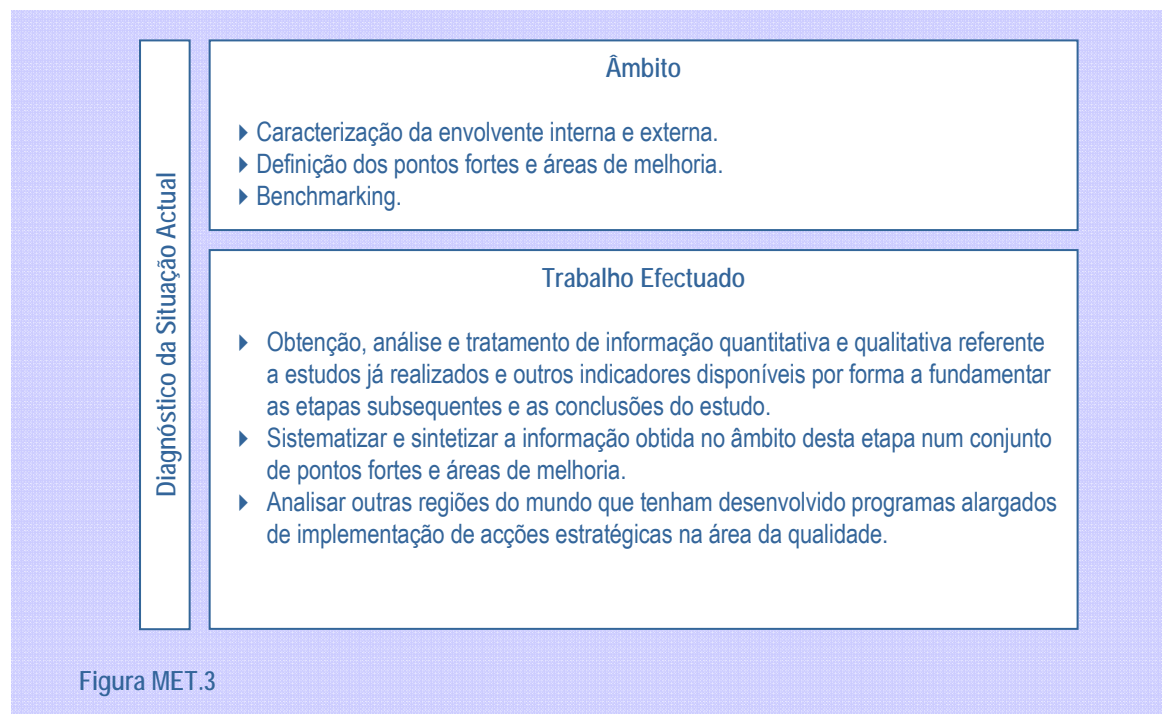 Diagnóstico da Situação Actual
Âmbito
Caracterização da envolvente interna e externa.
Definição dos pontos fortes e áreas de melhoria.
Benchmarking.
Trabalho Efectuado
Obtenção, análise e tratamento de informação quantitativa e qualitativa referente
a estudos já realizados e outros indicadores disponíveis por forma a fundamentar
as etapas subsequentes e as conclusões do estudo.
Sistematizar e sintetizar a informação obtida no âmbito desta etapa num conjunto
de pontos fortes e áreas de melhoria.
Analisar outras regiões do mundo que tenham desenvolvido programas alargados
de implementação de acções estratégicas na área da qualidade.
Figura MET.3